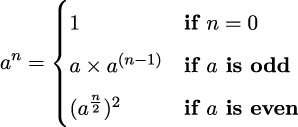 1 if n = 0
aⁿ = { a × a⁽ⁿ⁻¹⁾ if a is odd
(a^{n/2})² if a is even